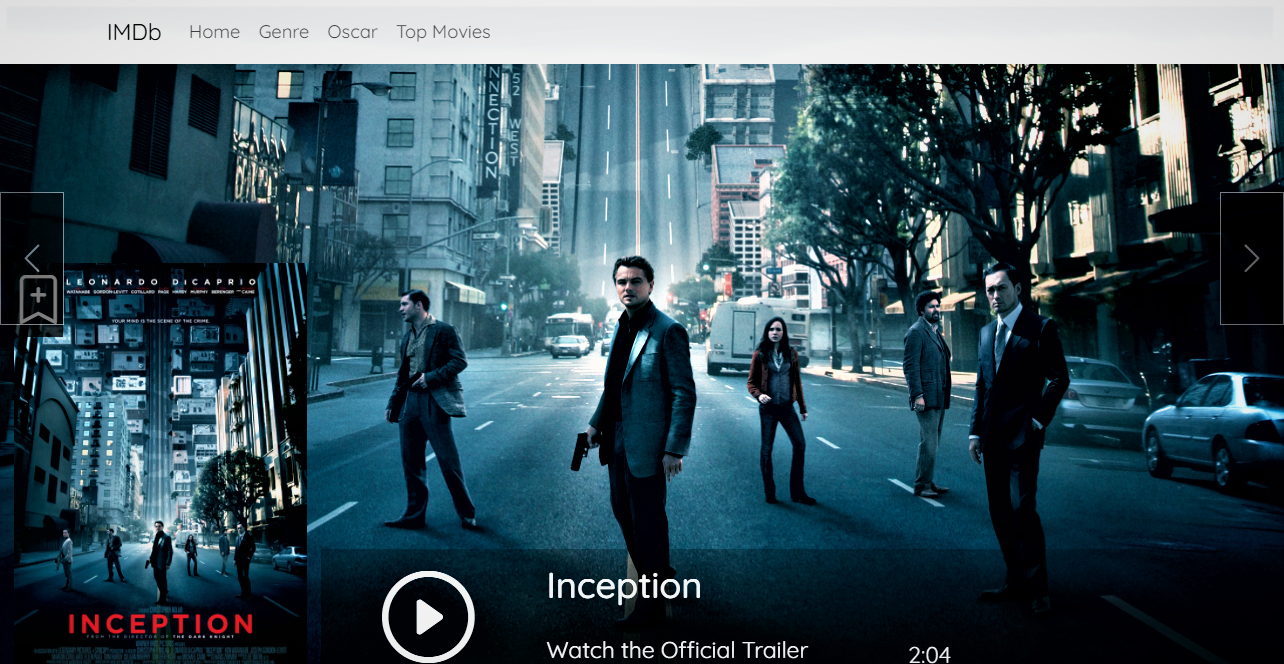 IMDb Home Genre Oscar Top Movies
NNECTION
52 WEST
LEONARDO DiCAPRIO
WATANABE GORDON-LEVITT COTILLARD PAGE HARDY MURPHY BERENGER AND CAINE
YOUR MIND IS THE SCENE OF THE CRIME.
INCEPTION
FROM THE DIRECTOR OF THE DARK KNIGHT
Inception
Watch the Official Trailer 2:04